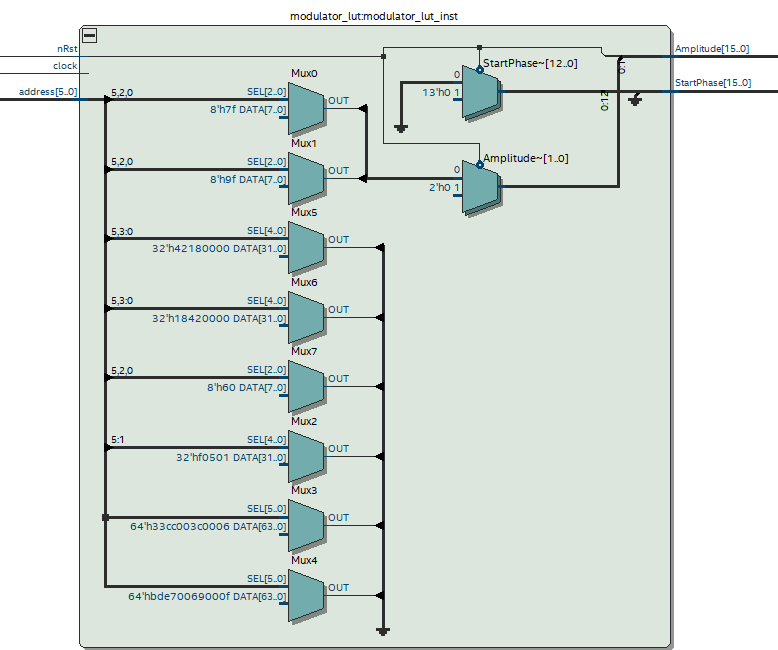 modulator_lut:modulator_lut_inst
nRst
clock
address[5..0]
Amplitude[15..0]
StartPhase[15..0]
StartPhase~[12..0]
0
13'h0 1
0:1
0:12
Amplitude~[1..0]
0
2'h0 1
Mux0
5,2,0
SEL[2..0]
8'h7f DATA[7..0]
OUT
Mux1
5,2,0
SEL[2..0]
8'h9f DATA[7..0]
OUT
Mux5
5,3:0
SEL[4..0]
32'h42180000 DATA[31..0]
OUT
Mux6
5,3:0
SEL[4..0]
32'h18420000 DATA[31..0]
OUT
Mux7
5,2,0
SEL[2..0]
8'h60 DATA[7..0]
OUT
Mux2
5:1
SEL[4..0]
32'hf0501 DATA[31..0]
OUT
Mux3
SEL[5..0]
64'h33cc003c0006 DATA[63..0]
OUT
Mux4
SEL[5..0]
64'hbde70069000f DATA[63..0]
OUT